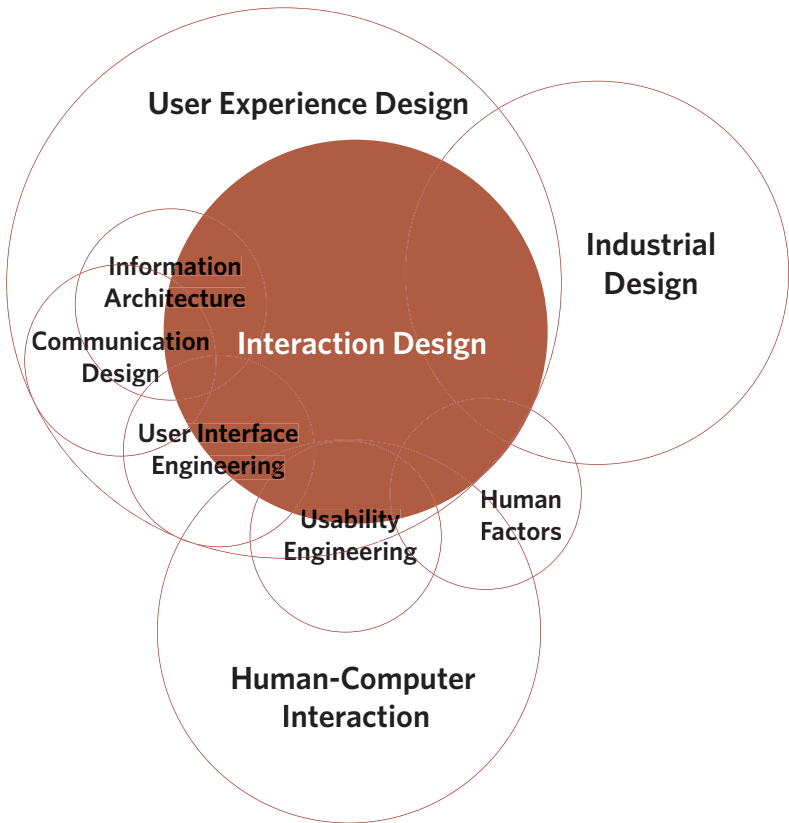 User Experience Design
Industrial
Design
Information
Architecture
Communication
Design
Interaction Design
User Interface
Engineering
Human
Factors
Usability
Engineering
Human-Computer
Interaction